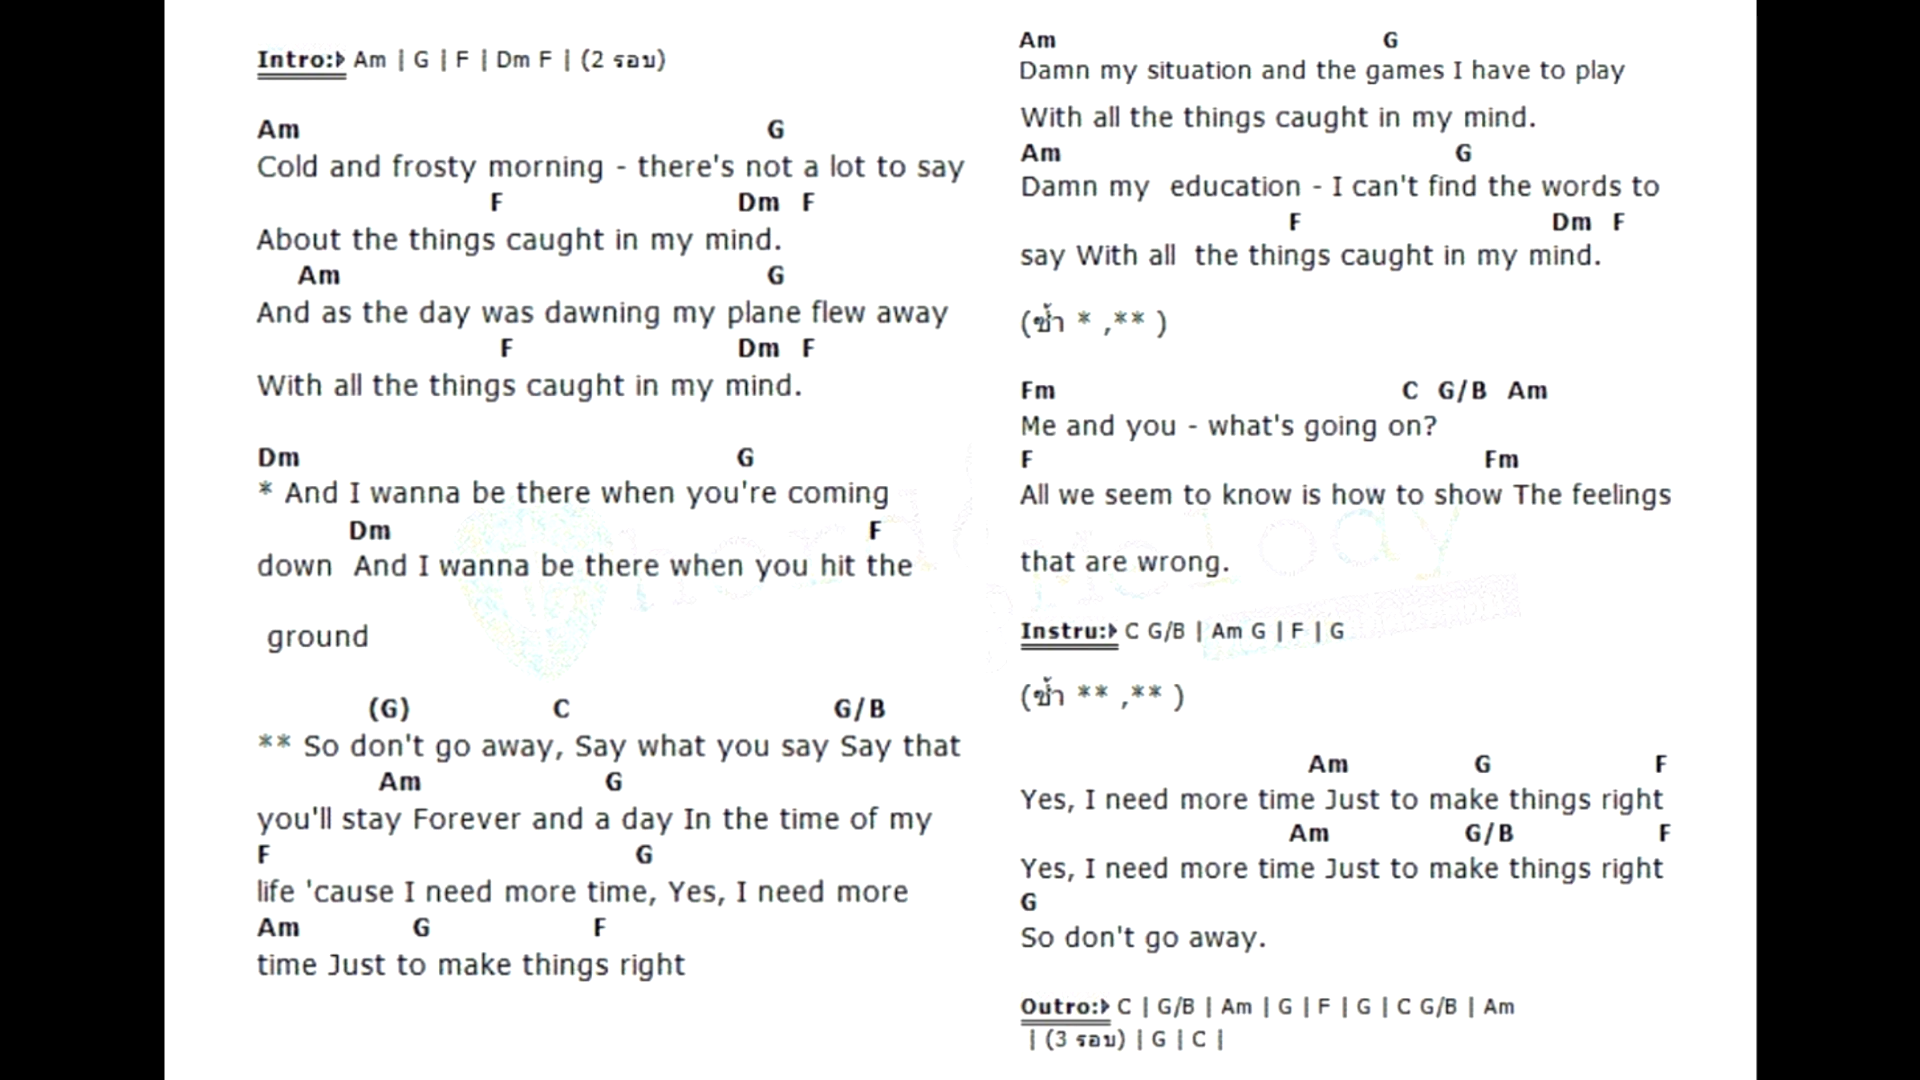 Intro:▷ Am | G | F | Dm F | (2 รอบ)
Am G
Cold and frosty morning - there's not a lot to say
F Dm F
About the things caught in my mind.
Am G
And as the day was dawning my plane flew away
F Dm F
With all the things caught in my mind.
Dm G
* And I wanna be there when you're coming
Dm F
down And I wanna be there when you hit the
ground
(G) C G/B
** So don't go away, Say what you say Say that
Am G
you'll stay Forever and a day In the time of my
F G
life 'cause I need more time, Yes, I need more
Am G F
time Just to make things right
Am G
Damn my situation and the games I have to play
With all the things caught in my mind.
Am G
Damn my education - I can't find the words to
F Dm F
say With all the things caught in my mind.
(ซ้ำ * ,** )
Fm C G/B Am
Me and you - what's going on?
F Fm
All we seem to know is how to show The feelings
that are wrong.
Instru:▷ C G/B | Am G | F | G
(ซ้ำ ** ,** )
Am G F
Yes, I need more time Just to make things right
Am G/B F
Yes, I need more time Just to make things right
G
So don't go away.
Outro:▷ C | G/B | Am | G | F | G | C G/B | Am
| (3 รอบ) | G | C |